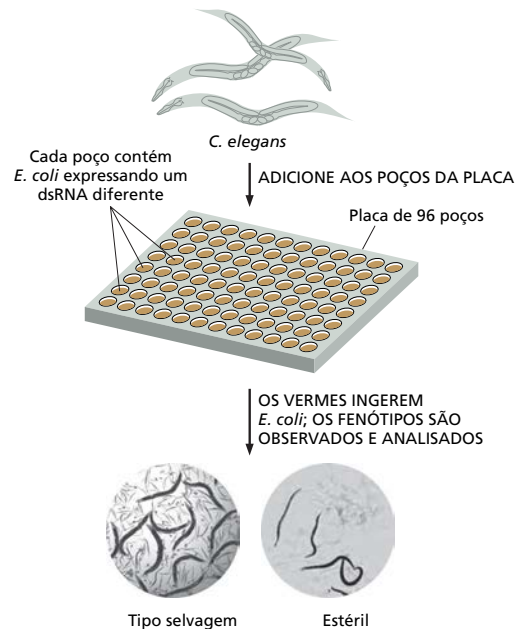 C. elegans
Cada poço contém
E. coli expressando um
dsRNA diferente
ADICIONE AOS POÇOS DA PLACA
Placa de 96 poços
OS VERMES INGEREM
E. coli; OS FENÓTIPOS SÃO
OBSERVADOS E ANALISADOS
Tipo selvagem
Estéril